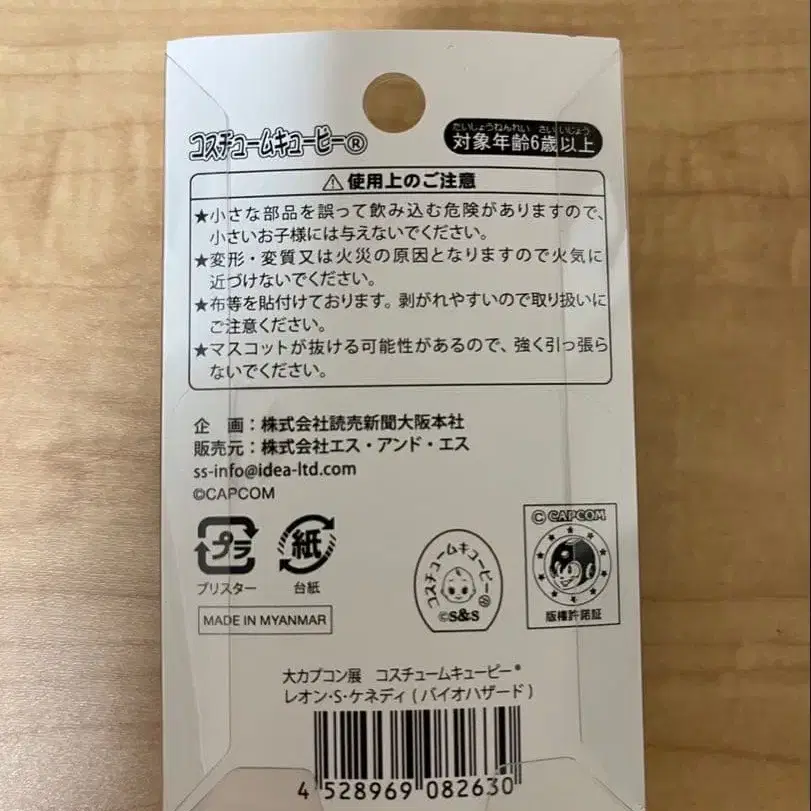 コスチュームキューピー®
たいしょうねんれい さい いじょう
対象年齢6歳以上
⚠使用上のご注意
★小さな部品を誤って飲み込む危険がありますので、
小さいお子様には与えないでください。
★変形・変質又は火災の原因となりますので火気に
近づけないでください。
★布等を貼付けております。剥がれやすいので取り扱いに
ご注意ください。
★マスコットが抜ける可能性があるので、強く引っ張ら
ないでください。
企 画：株式会社読売新聞大阪本社
販売元：株式会社エス・アンド・エス
ss-info@idea-ltd.com
©CAPCOM
プラ
ブリスター
紙
台紙
コスチュームキューピー®
©S&S
© CAPCOM
版権許諾証
MADE IN MYANMAR
大カプコン展 コスチュームキューピー®
レオン・S・ケネディ (バイオハザード)
4 528969 082630